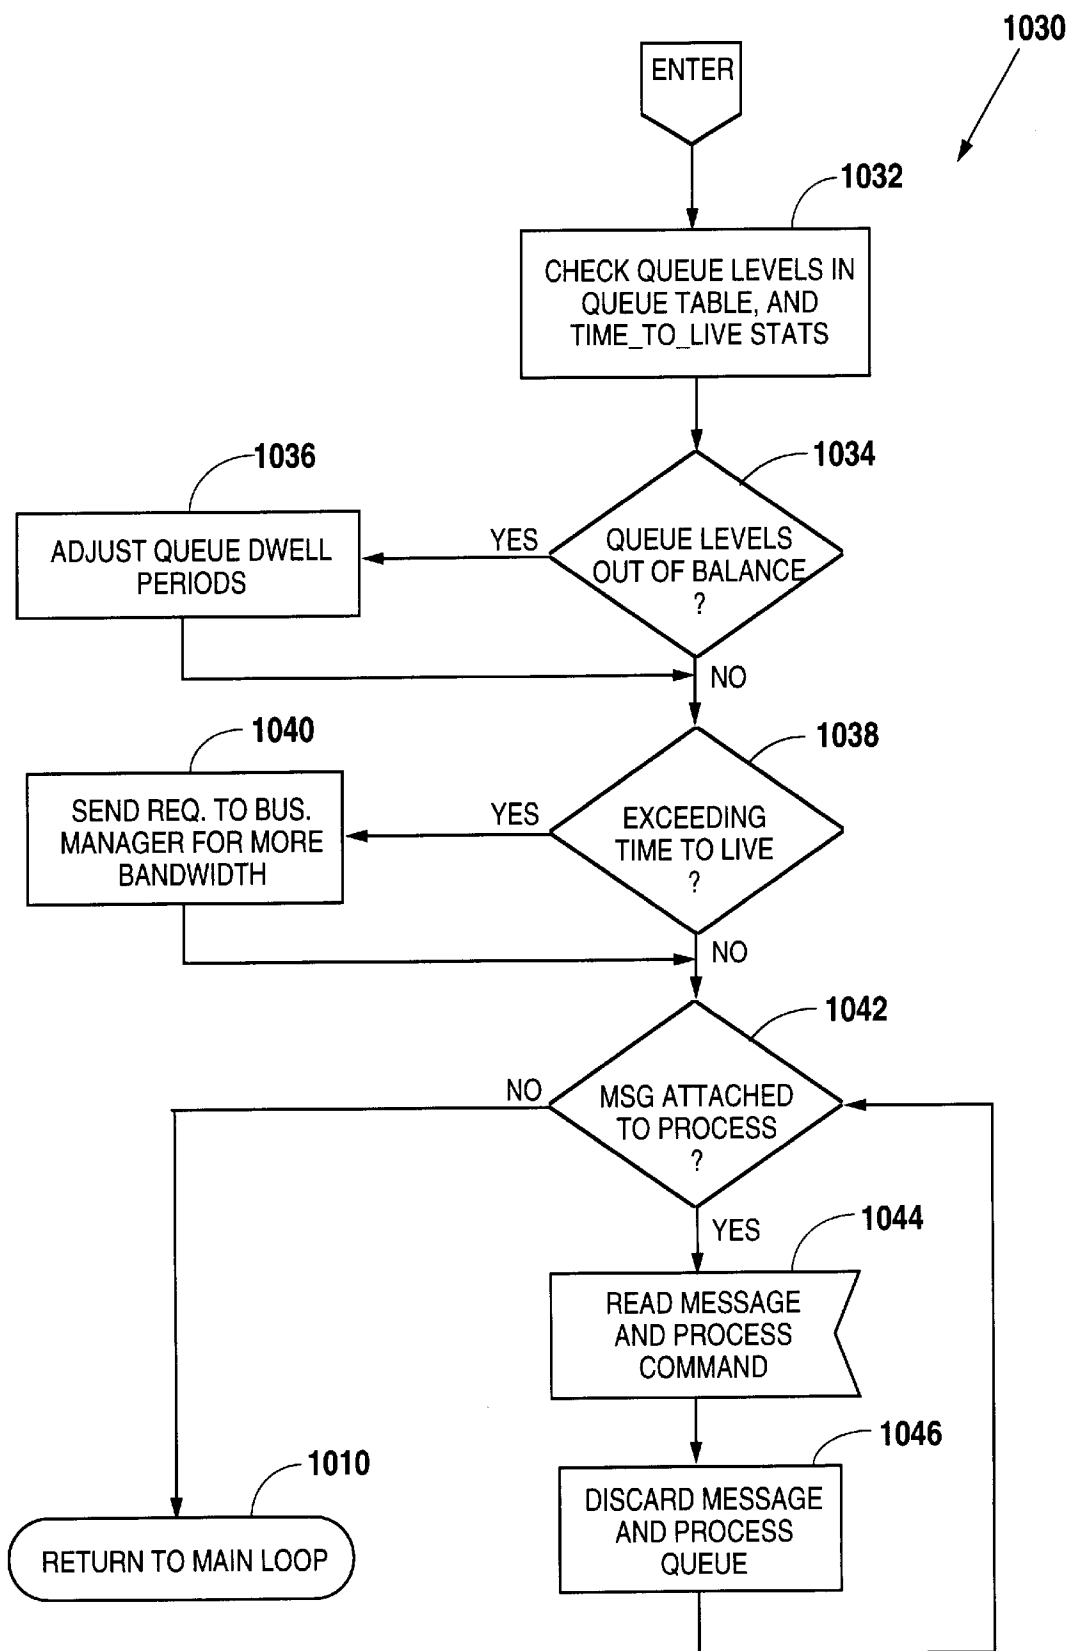 1030
ENTER
1032
CHECK QUEUE LEVELS IN
QUEUE TABLE, AND
TIME_TO_LIVE STATS
1034
1036
QUEUE LEVELS
OUT OF BALANCE
?
YES
ADJUST QUEUE DWELL
PERIODS
NO
1038
1040
EXCEEDING
TIME TO LIVE
?
YES
SEND REQ. TO BUS.
MANAGER FOR MORE
BANDWIDTH
NO
1042
MSG ATTACHED
TO PROCESS
?
NO
YES
1044
READ MESSAGE
AND PROCESS
COMMAND
1046
DISCARD MESSAGE
AND PROCESS
QUEUE
1010
RETURN TO MAIN LOOP